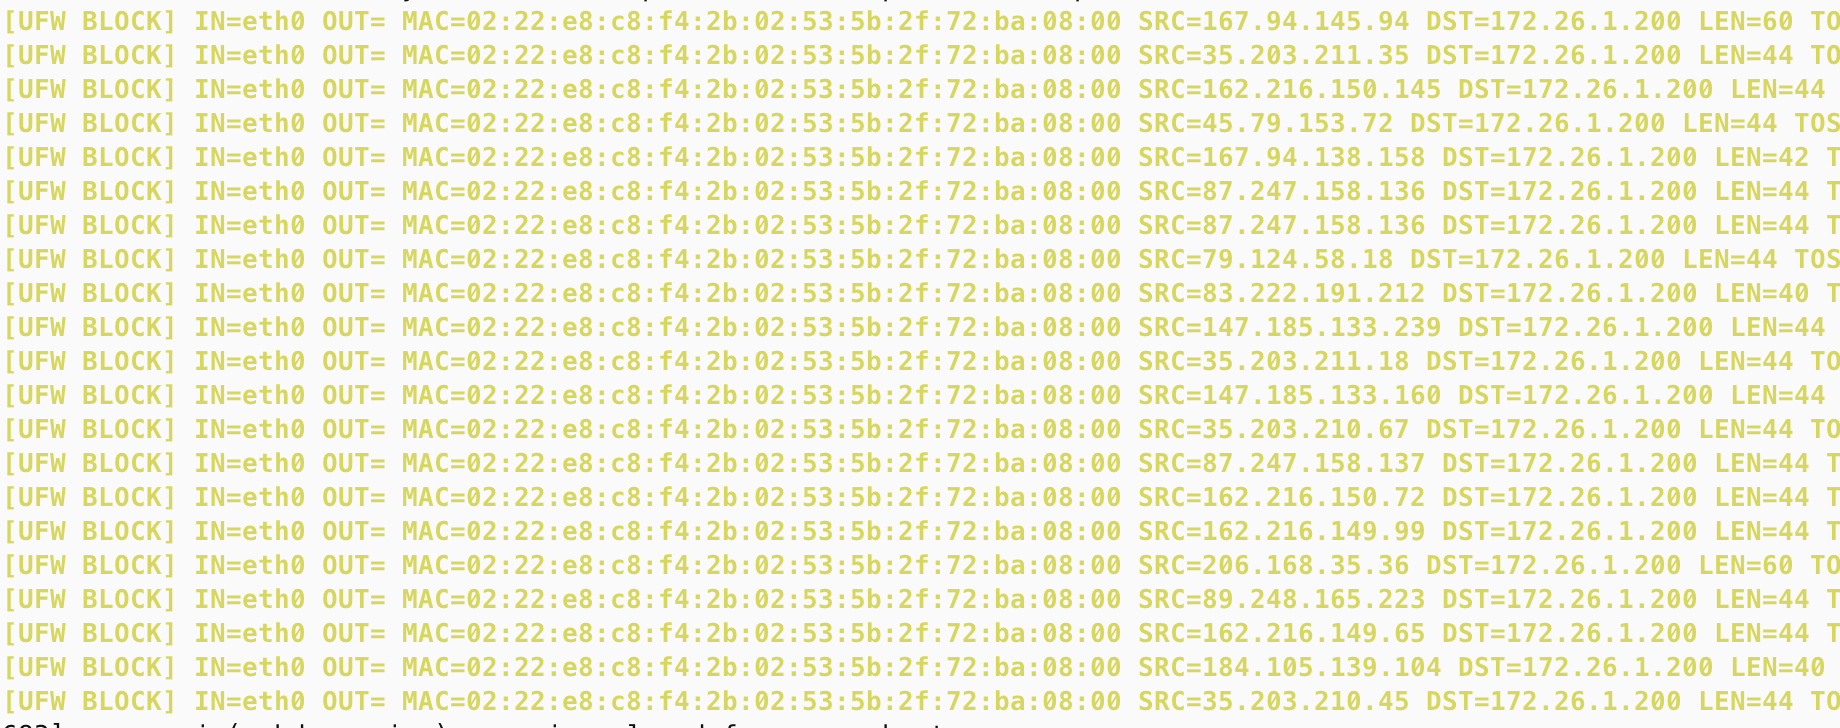 [UFW BLOCK] IN=eth0 OUT= MAC=02:22:e8:c8:f4:2b:02:53:5b:2f:72:ba:08:00 SRC=167.94.145.94 DST=172.26.1.200 LEN=60 TO
[UFW BLOCK] IN=eth0 OUT= MAC=02:22:e8:c8:f4:2b:02:53:5b:2f:72:ba:08:00 SRC=35.203.211.35 DST=172.26.1.200 LEN=44 TO
[UFW BLOCK] IN=eth0 OUT= MAC=02:22:e8:c8:f4:2b:02:53:5b:2f:72:ba:08:00 SRC=162.216.150.145 DST=172.26.1.200 LEN=44
[UFW BLOCK] IN=eth0 OUT= MAC=02:22:e8:c8:f4:2b:02:53:5b:2f:72:ba:08:00 SRC=45.79.153.72 DST=172.26.1.200 LEN=44 TOS
[UFW BLOCK] IN=eth0 OUT= MAC=02:22:e8:c8:f4:2b:02:53:5b:2f:72:ba:08:00 SRC=167.94.138.158 DST=172.26.1.200 LEN=42 T
[UFW BLOCK] IN=eth0 OUT= MAC=02:22:e8:c8:f4:2b:02:53:5b:2f:72:ba:08:00 SRC=87.247.158.136 DST=172.26.1.200 LEN=44 T
[UFW BLOCK] IN=eth0 OUT= MAC=02:22:e8:c8:f4:2b:02:53:5b:2f:72:ba:08:00 SRC=87.247.158.136 DST=172.26.1.200 LEN=44 T
[UFW BLOCK] IN=eth0 OUT= MAC=02:22:e8:c8:f4:2b:02:53:5b:2f:72:ba:08:00 SRC=79.124.58.18 DST=172.26.1.200 LEN=44 TOS
[UFW BLOCK] IN=eth0 OUT= MAC=02:22:e8:c8:f4:2b:02:53:5b:2f:72:ba:08:00 SRC=83.222.191.212 DST=172.26.1.200 LEN=40 T
[UFW BLOCK] IN=eth0 OUT= MAC=02:22:e8:c8:f4:2b:02:53:5b:2f:72:ba:08:00 SRC=147.185.133.239 DST=172.26.1.200 LEN=44
[UFW BLOCK] IN=eth0 OUT= MAC=02:22:e8:c8:f4:2b:02:53:5b:2f:72:ba:08:00 SRC=35.203.211.18 DST=172.26.1.200 LEN=44 TO
[UFW BLOCK] IN=eth0 OUT= MAC=02:22:e8:c8:f4:2b:02:53:5b:2f:72:ba:08:00 SRC=147.185.133.160 DST=172.26.1.200 LEN=44
[UFW BLOCK] IN=eth0 OUT= MAC=02:22:e8:c8:f4:2b:02:53:5b:2f:72:ba:08:00 SRC=35.203.210.67 DST=172.26.1.200 LEN=44 TO
[UFW BLOCK] IN=eth0 OUT= MAC=02:22:e8:c8:f4:2b:02:53:5b:2f:72:ba:08:00 SRC=87.247.158.137 DST=172.26.1.200 LEN=44 T
[UFW BLOCK] IN=eth0 OUT= MAC=02:22:e8:c8:f4:2b:02:53:5b:2f:72:ba:08:00 SRC=162.216.150.72 DST=172.26.1.200 LEN=44 T
[UFW BLOCK] IN=eth0 OUT= MAC=02:22:e8:c8:f4:2b:02:53:5b:2f:72:ba:08:00 SRC=162.216.149.99 DST=172.26.1.200 LEN=44 T
[UFW BLOCK] IN=eth0 OUT= MAC=02:22:e8:c8:f4:2b:02:53:5b:2f:72:ba:08:00 SRC=206.168.35.36 DST=172.26.1.200 LEN=60 TO
[UFW BLOCK] IN=eth0 OUT= MAC=02:22:e8:c8:f4:2b:02:53:5b:2f:72:ba:08:00 SRC=89.248.165.223 DST=172.26.1.200 LEN=44 T
[UFW BLOCK] IN=eth0 OUT= MAC=02:22:e8:c8:f4:2b:02:53:5b:2f:72:ba:08:00 SRC=162.216.149.65 DST=172.26.1.200 LEN=44 T
[UFW BLOCK] IN=eth0 OUT= MAC=02:22:e8:c8:f4:2b:02:53:5b:2f:72:ba:08:00 SRC=184.105.139.104 DST=172.26.1.200 LEN=40
[UFW BLOCK] IN=eth0 OUT= MAC=02:22:e8:c8:f4:2b:02:53:5b:2f:72:ba:08:00 SRC=35.203.210.45 DST=172.26.1.200 LEN=44 TO